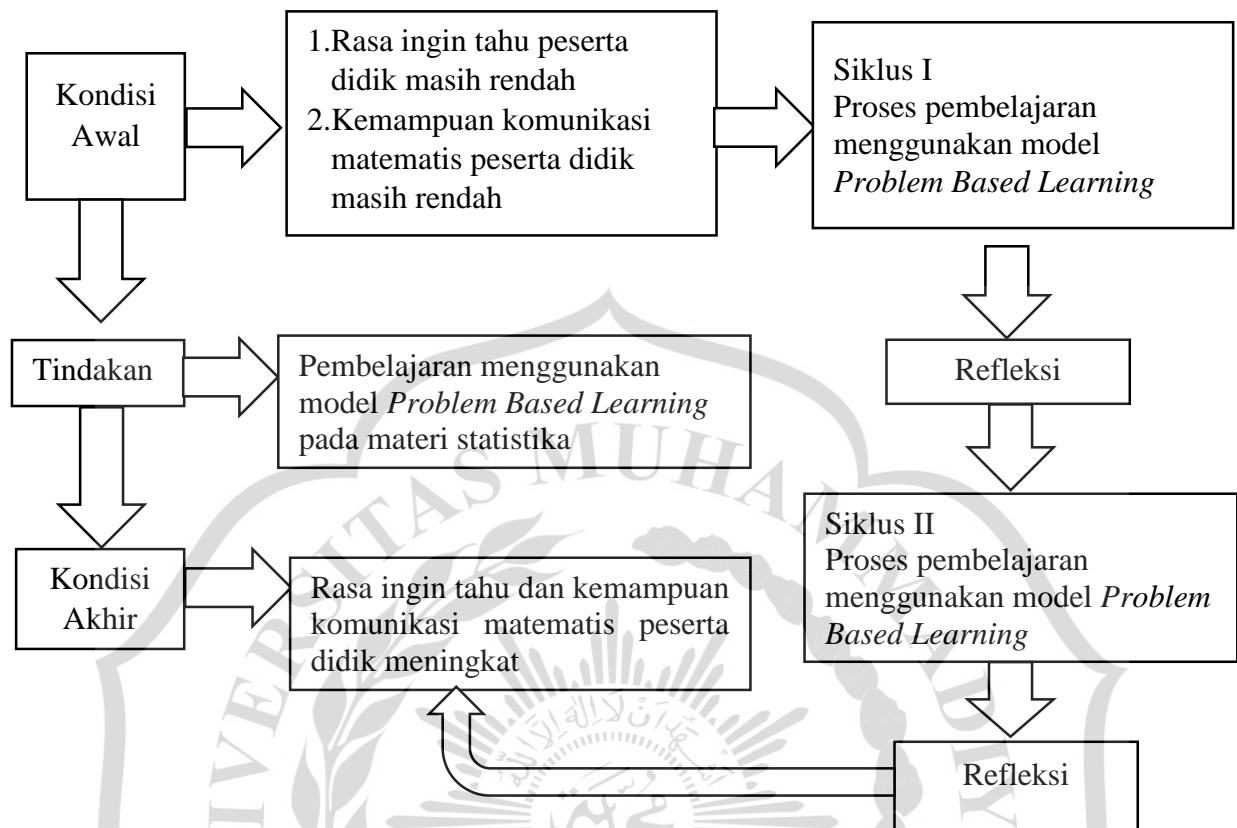 Kondisi
Awal
1.Rasa ingin tahu peserta
didik masih rendah
2.Kemampuan komunikasi
matematis peserta didik
masih rendah
Siklus I
Proses pembelajaran
menggunakan model
Problem Based Learning
Tindakan
Pembelajaran menggunakan
model Problem Based Learning
pada materi statistika
Refleksi
Siklus II
Proses pembelajaran
menggunakan model Problem
Based Learning
Kondisi
Akhir
Rasa ingin tahu dan kemampuan
komunikasi matematis peserta
didik meningkat
Refleksi
IVERSITAS MUHAMMADIY